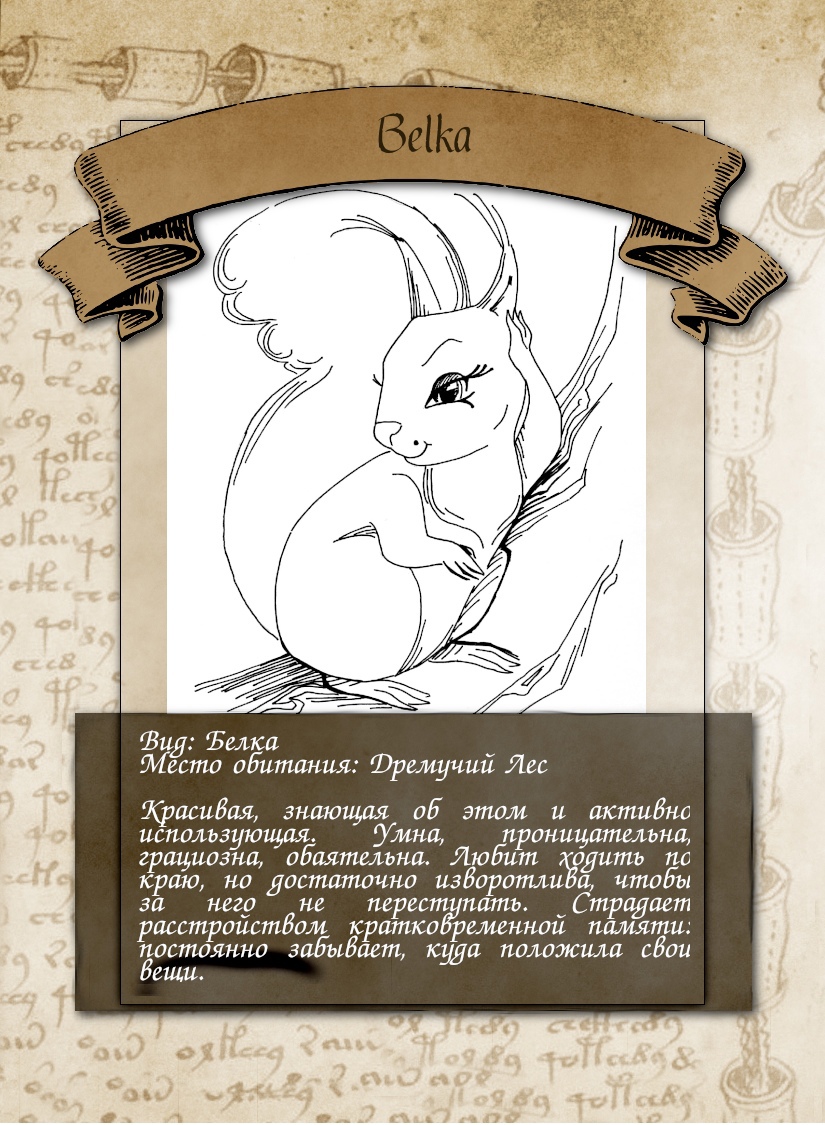 Belka
Вид: Белка
Место обитания: Дремучий Лес
Красивая, знающая об этом и активно
использующая. Умна, проницательна,
грациозна, обаятельна. Любит ходить по
краю, но достаточно изворотлива, чтобы
за него не переступать. Страдает
расстройством кратковременной памяти:
постоянно забывает, куда положила свои
вещи.